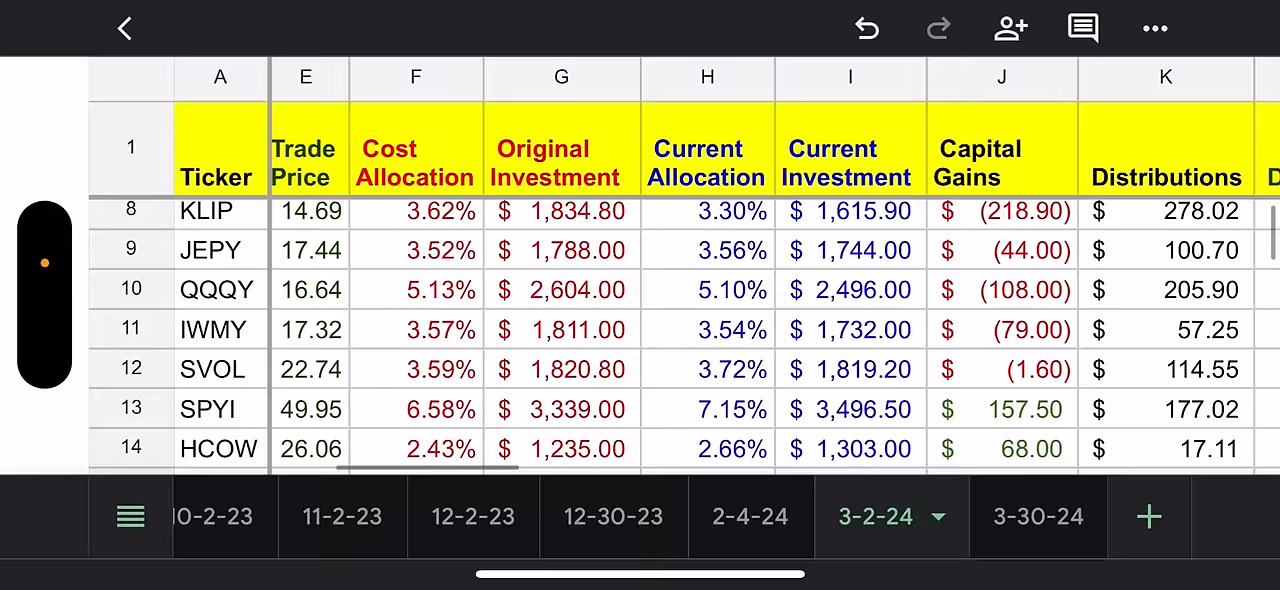 A E F G H I J K
1 Ticker Trade Price Cost Allocation Original Investment Current Allocation Current Investment Capital Gains Distributions D
8 KLIP 14.69 3.62% $ 1,834.80 3.30% $ 1,615.90 $ (218.90) $ 278.02
9 JEPY 17.44 3.52% $ 1,788.00 3.56% $ 1,744.00 $ (44.00) $ 100.70
10 QQQY 16.64 5.13% $ 2,604.00 5.10% $ 2,496.00 $ (108.00) $ 205.90
11 IWMY 17.32 3.57% $ 1,811.00 3.54% $ 1,732.00 $ (79.00) $ 57.25
12 SVOL 22.74 3.59% $ 1,820.80 3.72% $ 1,819.20 $ (1.60) $ 114.55
13 SPYI 49.95 6.58% $ 3,339.00 7.15% $ 3,496.50 $ 157.50 $ 177.02
14 HCOW 26.06 2.43% $ 1,235.00 2.66% $ 1,303.00 $ 68.00 $ 17.11
10-2-23 11-2-23 12-2-23 12-30-23 2-4-24 3-2-24 3-30-24